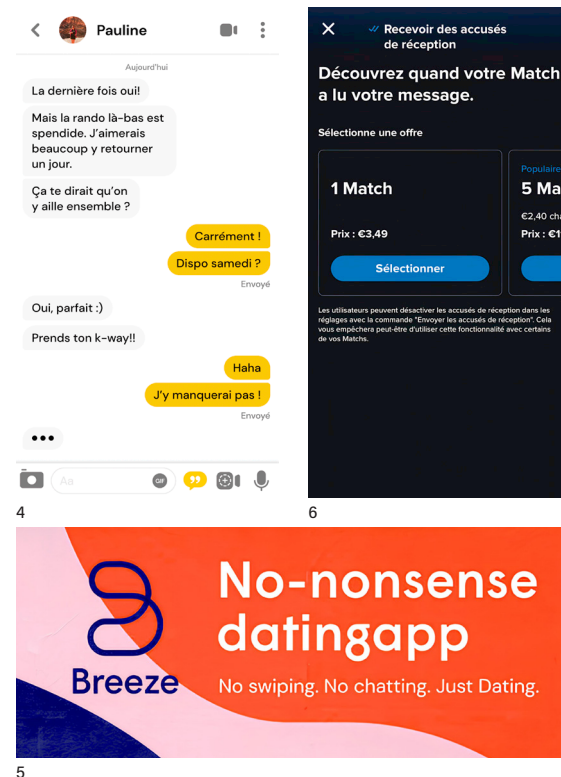 Pauline
Aujourd'hui
La dernière fois oui!
Mais la rando là-bas est
spendide. J'aimerais
beaucoup y retourner
un jour.
Ça te dirait qu'on
y aille ensemble ?
Carrément !
Dispo samedi ?
Envoyé
Oui, parfait :)
Prends ton k-way!!
Haha
J'y manquerai pas !
Envoyé
Aa
GIF
4
Recevoir des accusés
de réception
Découvrez quand votre Match
a lu votre message.
Sélectionne une offre
1 Match
Prix : €3,49
Sélectionner
Populaire
5 Ma
€2,40 cha
Prix : €1
Les utilisateurs peuvent désactiver les accusés de réception dans les
réglages avec la commande "Envoyer les accusés de réception". Cela
vous empêchera peut-être d'utiliser cette fonctionnalité avec certains
de vos Matchs.
6
Breeze
No-nonsense
datingapp
No swiping. No chatting. Just Dating.
5